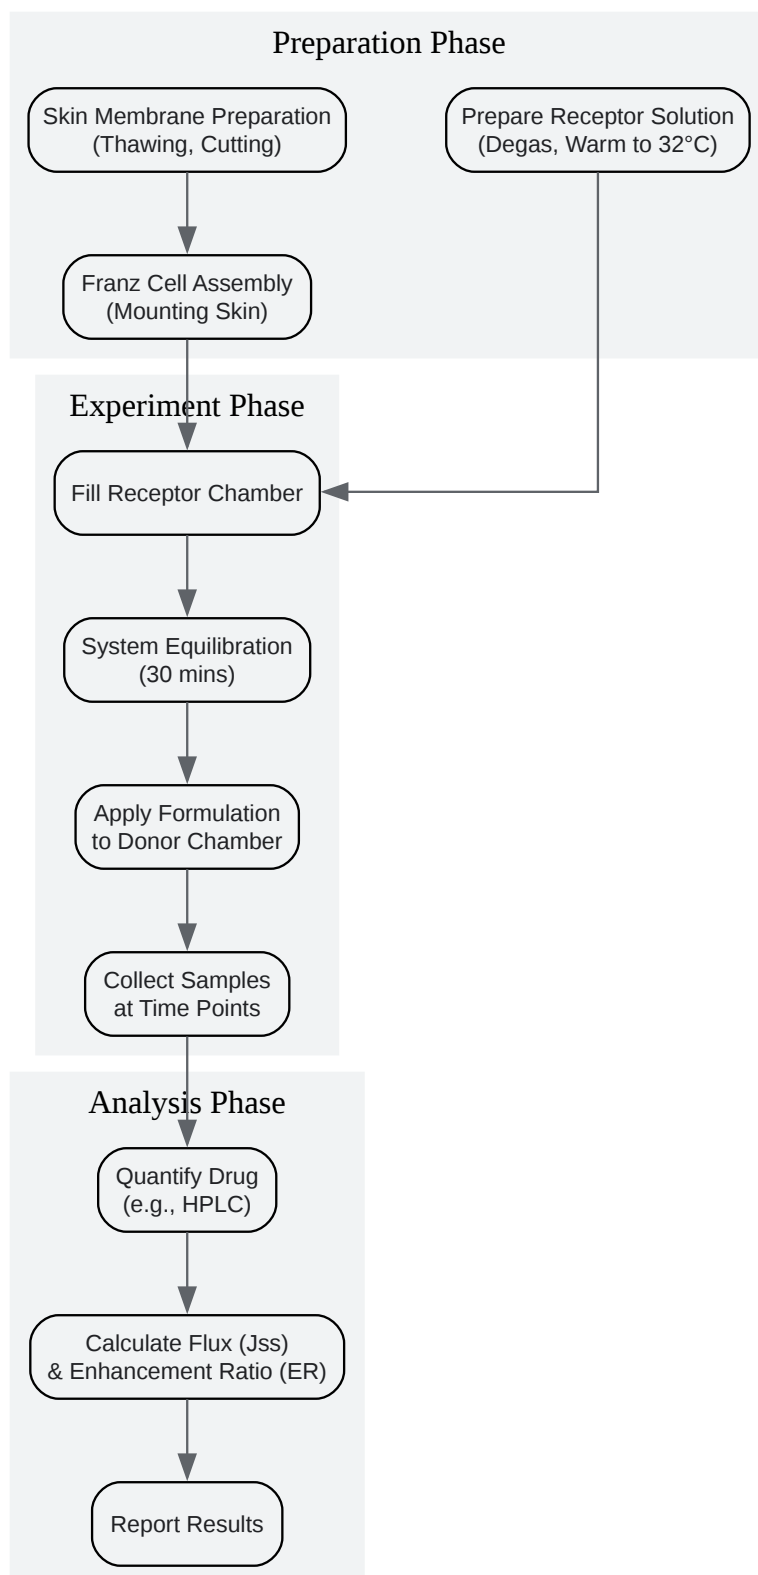 Preparation Phase
Skin Membrane Preparation
(Thawing, Cutting)
Prepare Receptor Solution
(Degas, Warm to 32°C)
Franz Cell Assembly
(Mounting Skin)
Experiment Phase
Fill Receptor Chamber
System Equilibration
(30 mins)
Apply Formulation
to Donor Chamber
Collect Samples
at Time Points
Analysis Phase
Quantify Drug
(e.g., HPLC)
Calculate Flux (Jss)
& Enhancement Ratio (ER)
Report Results